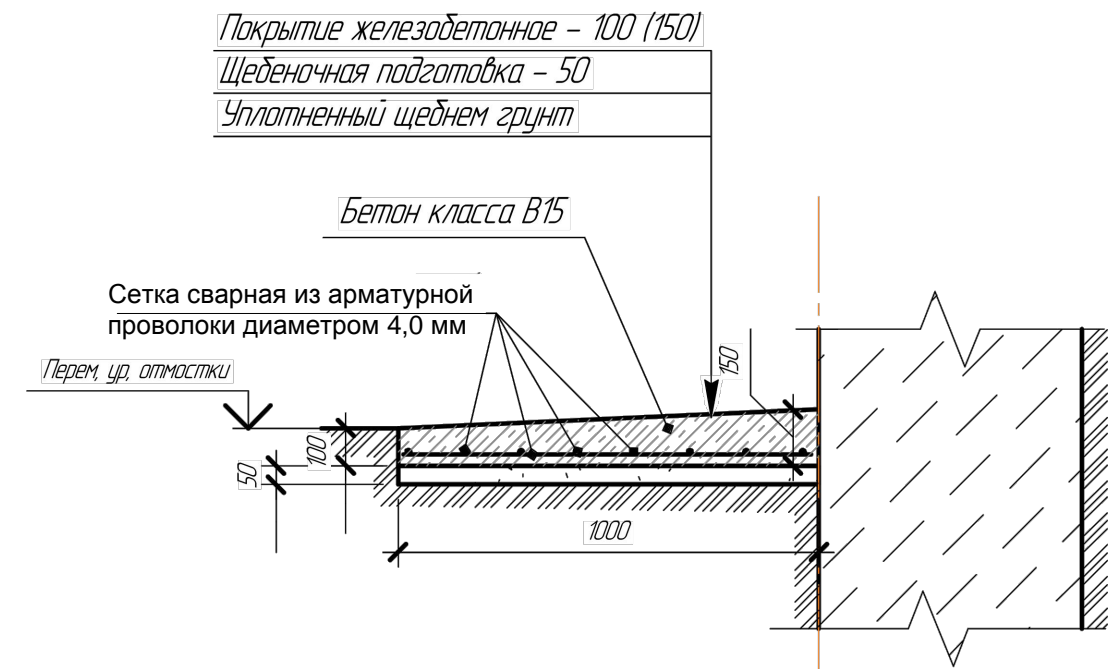 Покрытие железобетонное – 100 (150)
Щебеночная подготовка – 50
Уплотненный щебнем грунт
Бетон класса В15
Сетка сварная из арматурной
проволоки диаметром 4,0 мм
150
Перем, ур, отмостки
100
50
1000